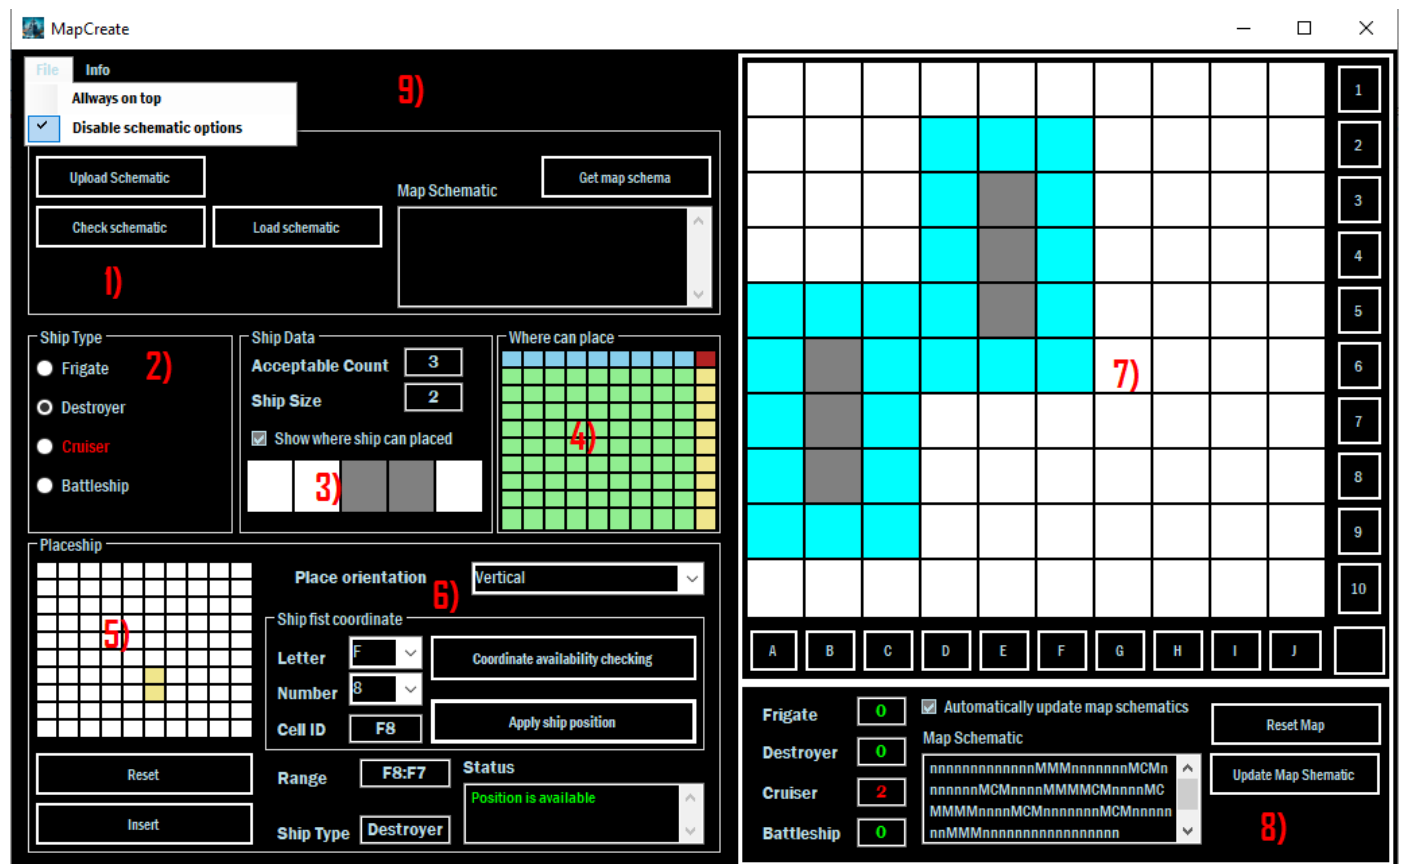 MapCreate
File Info
Allways on top
Disable schematic options
9)
Upload Schematic
Get map schema
Map Schematic
Check schematic
Load schematic
1)
Ship Type
Frigate
Destroyer
Cruiser
Battleship
2)
Ship Data
Acceptable Count 3
Ship Size 2
Show where ship can placed
3)
Where can place
4)
Placeship
5)
Place orientation Vertical
6)
Ship fist coordinate
Letter F
Coordinate availability checking
Number 8
Cell ID F8
Apply ship position
Reset
Insert
Range F8:F7
Ship Type Destroyer
Status
Position is available
1
2
3
4
5
6
7
8
9
10
7)
A B C D E F G H I J
Frigate 0
Destroyer 0
Cruiser 2
Battleship 0
Automatically update map schematics
Map Schematic
nnnnnnnnnnnnnMMMnnnnnnnMCMn
nnnnnnMCMnnnnMMMMCMnnnnMC
MMMMnnnnMCMnnnnnnnMCMnnnnn
nnMMMnnnnnnnnnnnnnnnnnn
Reset Map
Update Map Shematic
8)